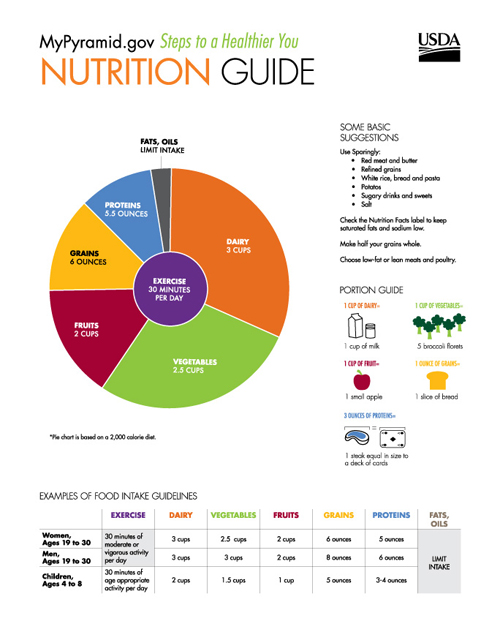 MyPyramid.gov Steps to a Healthier You
NUTRITION GUIDE
USDA
FATS, OILS
LIMIT INTAKE
PROTEINS
5.5 OUNCES
DAIRY
3 CUPS
GRAINS
6 OUNCES
EXERCISE
30 MINUTES
PER DAY
FRUITS
2 CUPS
VEGETABLES
2.5 CUPS
*Pie chart is based on a 2,000 calorie diet.
SOME BASIC
SUGGESTIONS
Use Sparingly:
• Red meat and butter
• Refined grains
• White rice, bread and pasta
• Potatos
• Sugary drinks and sweets
• Salt
Check the Nutrition Facts label to keep
saturated fats and sodium low.
Make half your grains whole.
Choose low-fat or lean meats and poultry.
PORTION GUIDE
1 CUP OF DAIRY=
1 cup of milk
1 CUP OF VEGETABLES=
5 broccoli florets
1 CUP OF FRUIT=
1 small apple
1 OUNCE OF GRAINS=
1 slice of bread
3 OUNCES OF PROTEINS=
=
1 steak equal in size to
a deck of cards
EXAMPLES OF FOOD INTAKE GUIDELINES
EXERCISE DAIRY VEGETABLES FRUITS GRAINS PROTEINS FATS,
OILS
Women,
Ages 19 to 30
30 minutes of
moderate or
vigorous activity
per day
3 cups 2.5 cups 2 cups 6 ounces 5 ounces
Men,
Ages 19 to 30
3 cups 3 cups 2 cups 8 ounces 6 ounces
LIMIT
INTAKE
Children,
Ages 4 to 8
30 minutes of
age appropriate
activity per day
2 cups 1.5 cups 1 cup 5 ounces 3-4 ounces